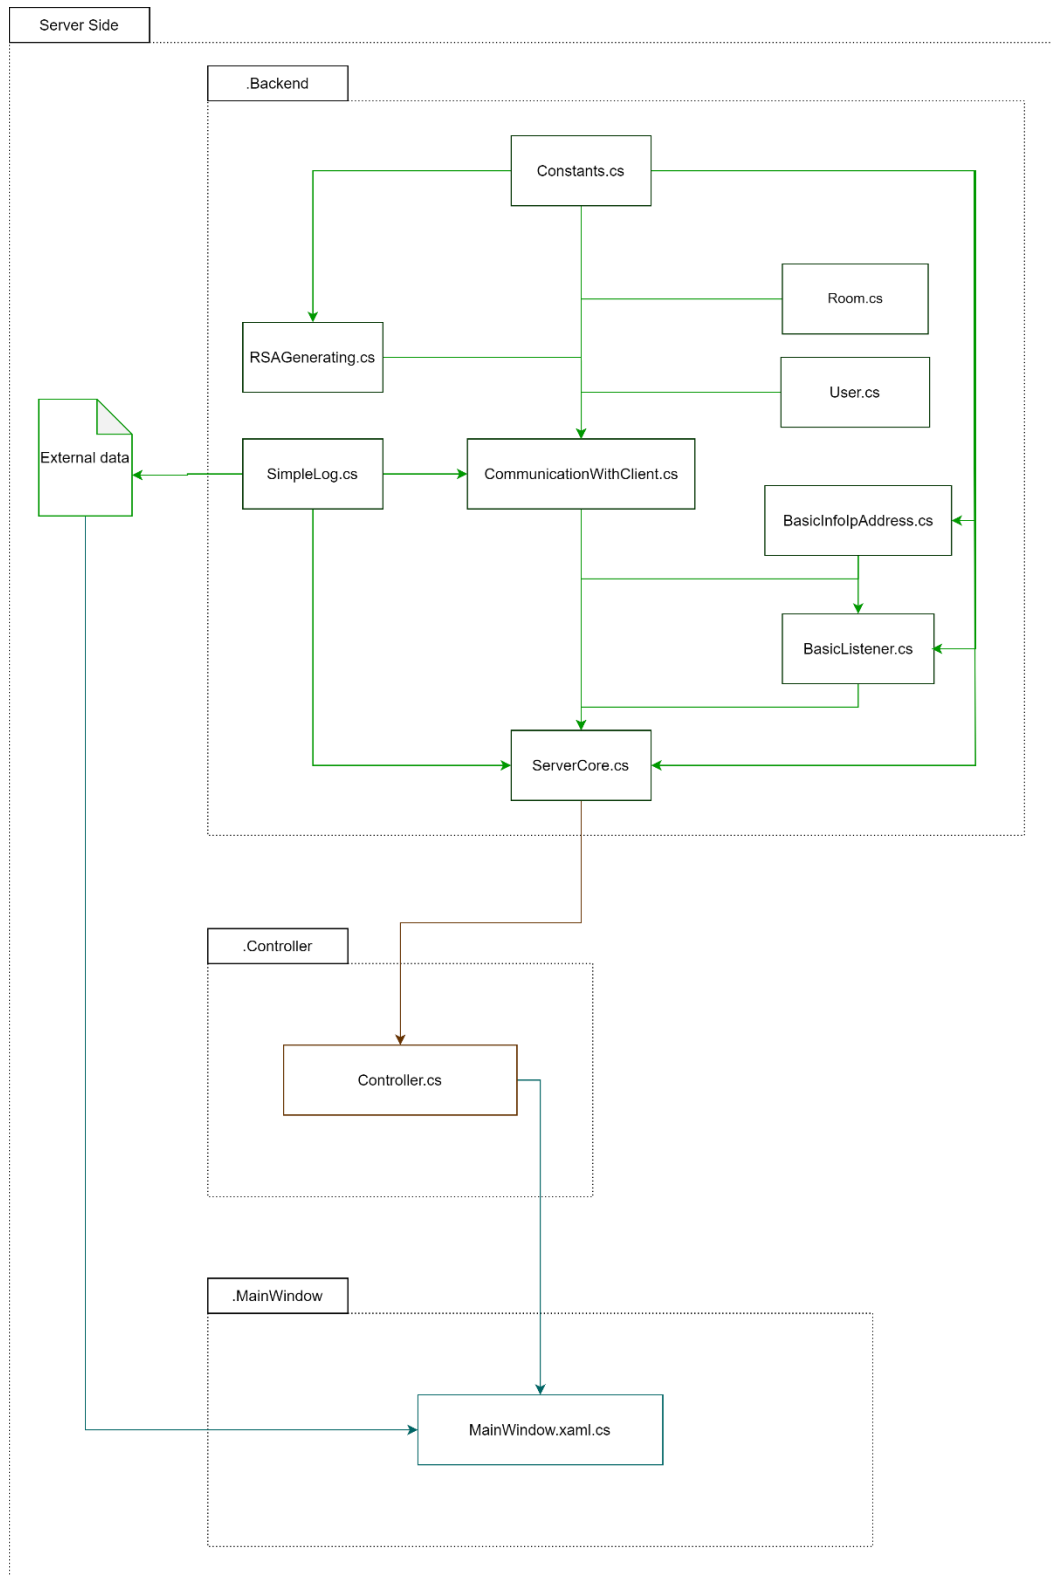 Server Side
.Backend
Constants.cs
Room.cs
RSAGenerating.cs
User.cs
External data
SimpleLog.cs
CommunicationWithClient.cs
BasicInfoIpAddress.cs
BasicListener.cs
ServerCore.cs
.Controller
Controller.cs
.MainWindow
MainWindow.xaml.cs